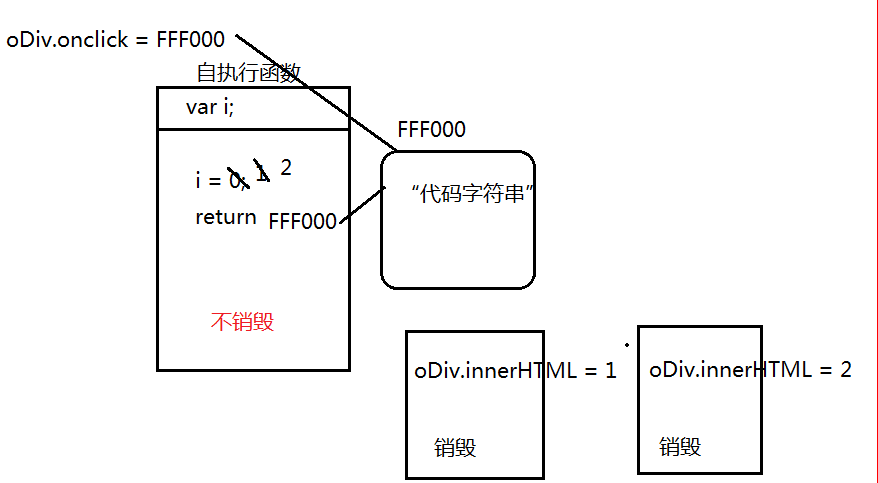 oDiv.onclick = FFF000
自执行函数
var i;
FFF000
i = 0; 1 2
“代码字符串”
return FFF000
不销毁
oDiv.innerHTML = 1
oDiv.innerHTML = 2
销毁
销毁